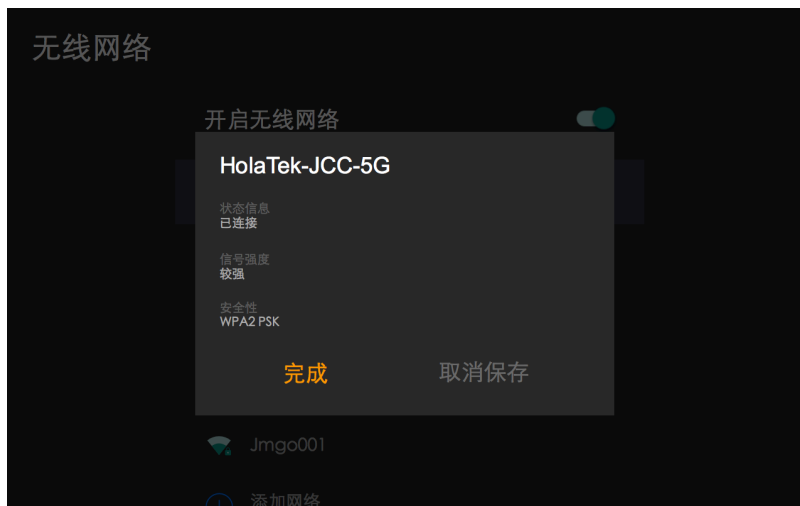 无线网络
开启无线网络
HolaTek-JCC-5G
状态信息
已连接
信号强度
较强
安全性
WPA2 PSK
完成
取消保存
Jmgo001
添加网络